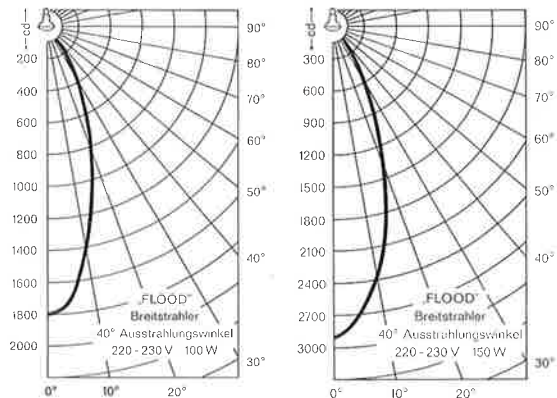 cd
200
400
600
800
1000
1200
1400
1600
1800
2000
90°
80°
70°
60°
50°
40°
30°
0° 10° 20°
„FLOOD"
Breitstrahler
40° Ausstrahlungswinkel
220 - 230 V 100 W
cd
300
600
900
1200
1500
1800
2100
2400
2700
3000
90°
80°
70°
60°
50°
40°
30°
0° 10° 20°
„FLOOD"
Breitstrahler
40° Ausstrahlungswinkel
220 - 230 V 150 W